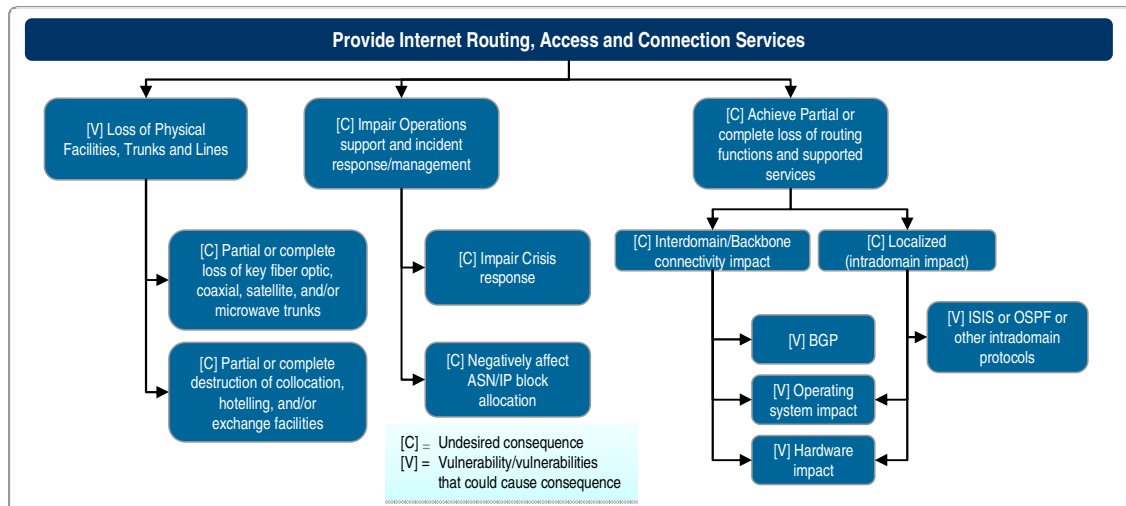 Provide Internet Routing, Access and Connection Services
[V] Loss of Physical
Facilities, Trunks and Lines
[C] Impair Operations
support and incident
response/management
[C] Achieve Partial or
complete loss of routing
functions and supported
services
[C] Partial or complete
loss of key fiber optic,
coaxial, satellite, and/or
microwave trunks
[C] Impair Crisis
response
[C] Interdomain/Backbone
connectivity impact
[C] Localized
(intradomain impact)
[V] BGP
[V] ISIS or OSPF or
other intradomain
protocols
[C] Partial or complete
destruction of collocation,
hotelling, and/or
exchange facilities
[C] Negatively affect
ASN/IP block
allocation
[V] Operating
system impact
[V] Hardware
impact
[C] = Undesired consequence
[V] = Vulnerability/vulnerabilities
that could cause consequence